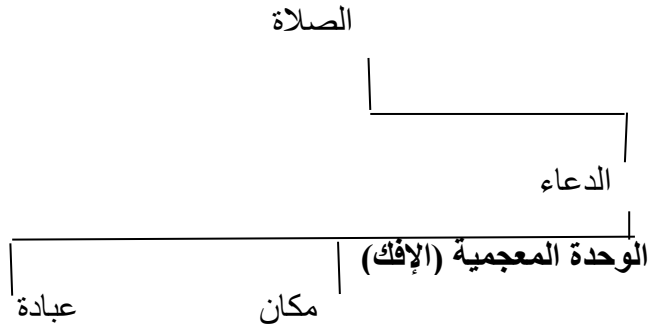 الصلاة
الدعاء
الوحدة المعجمية (الإفك)
مكان عبادة